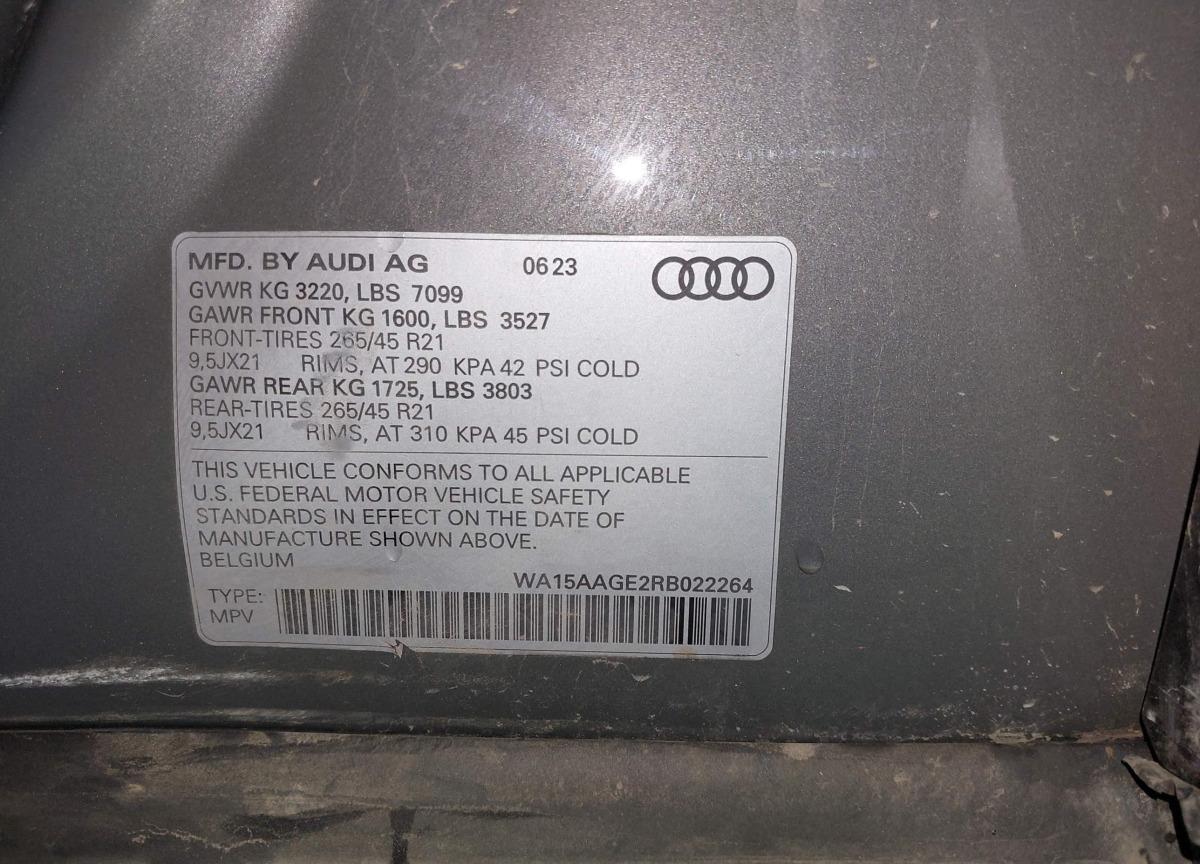 MFD. BY AUDI AG 0623
GVWR KG 3220, LBS 7099
GAWR FRONT KG 1600, LBS 3527
FRONT-TIRES 265/45 R21
9,5JX21 RIMS, AT 290 KPA 42 PSI COLD
GAWR REAR KG 1725, LBS 3803
REAR-TIRES 265/45 R21
9,5JX21 RIMS, AT 310 KPA 45 PSI COLD
THIS VEHICLE CONFORMS TO ALL APPLICABLE
U.S. FEDERAL MOTOR VEHICLE SAFETY
STANDARDS IN EFFECT ON THE DATE OF
MANUFACTURE SHOWN ABOVE.
BELGIUM
WA15AAGE2RB022264
TYPE:
MPV